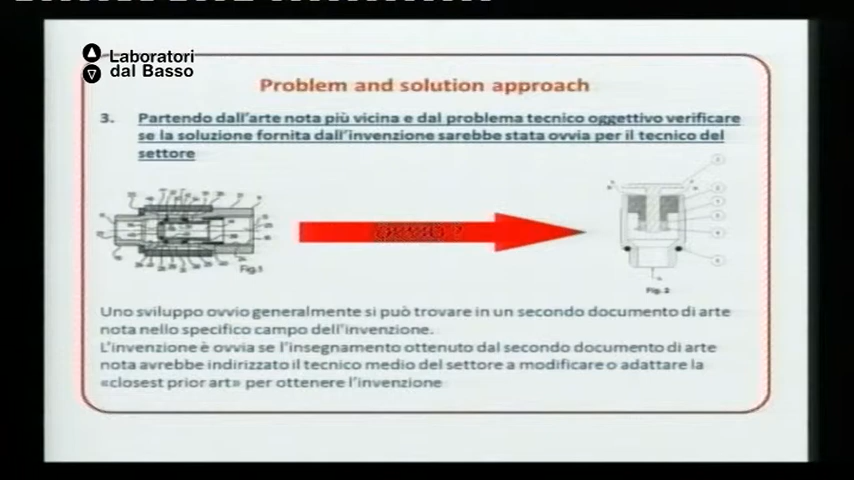 Laboratori
dal Basso
Problem and solution approach
3. Partendo dall'arte nota più vicina e dal problema tecnico oggettivo verificare
se la soluzione fornita dall'invenzione sarebbe stata ovvia per il tecnico del
settore
OVVIO ?
Fig.1
Fig.2
Uno sviluppo ovvio generalmente si può trovare in un secondo documento di arte
nota nello specifico campo dell'invenzione.
L'invenzione è ovvia se l'insegnamento ottenuto dal secondo documento di arte
nota avrebbe indirizzato il tecnico medio del settore a modificare o adattare la
«closest prior art» per ottenere l'invenzione